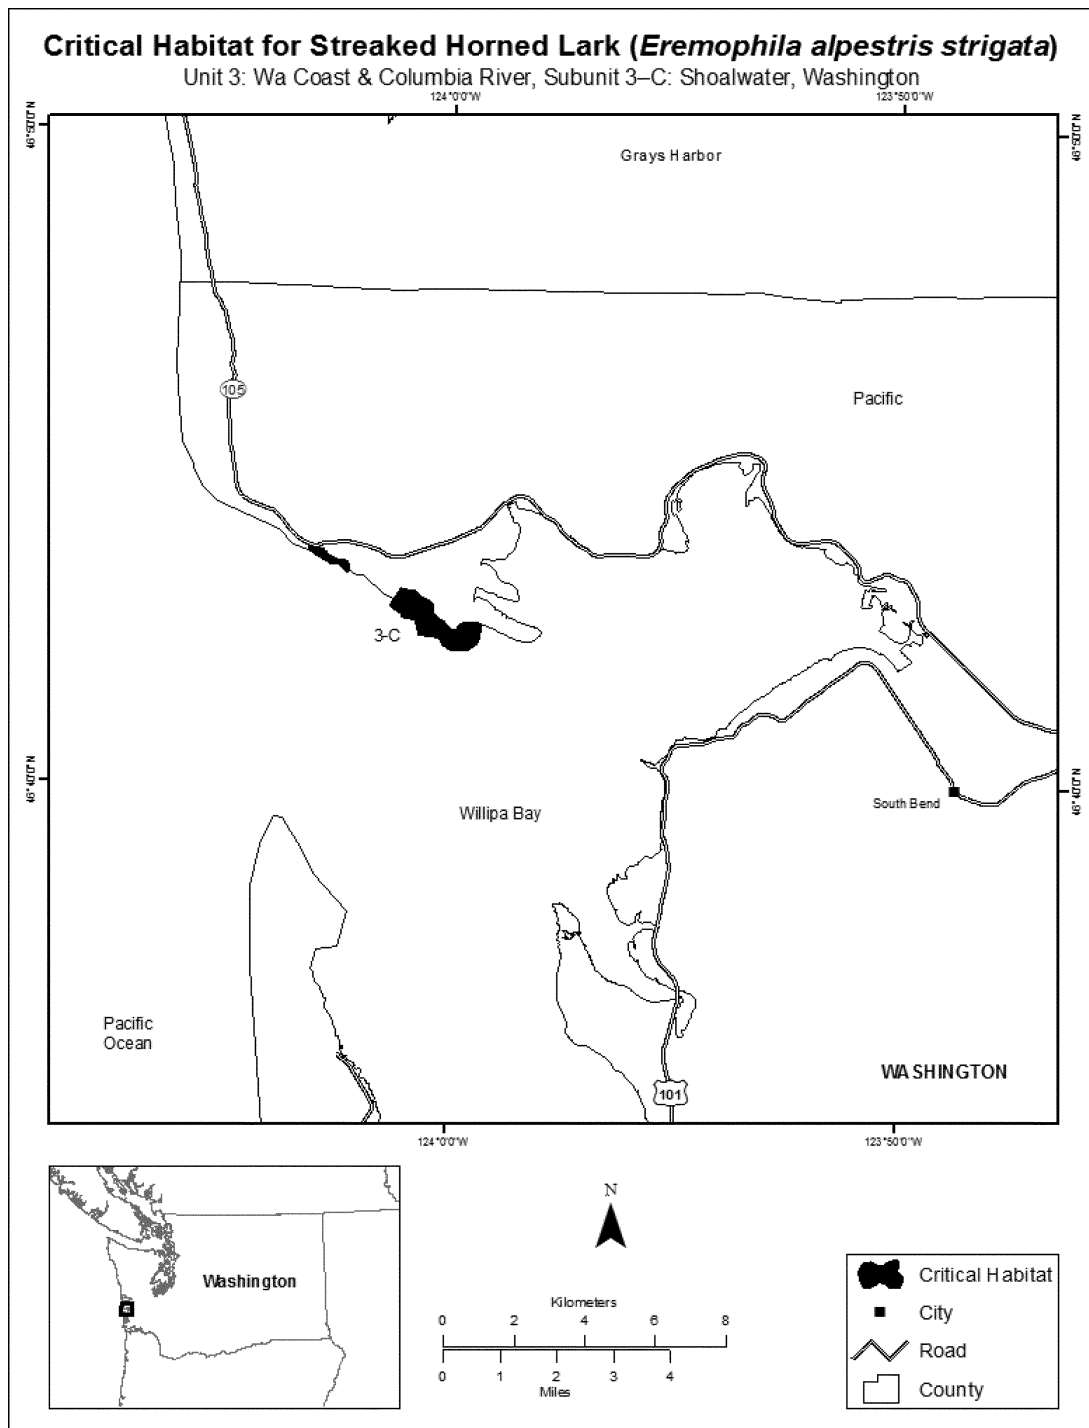 Critical Habitat for Streaked Horned Lark (Eremophila alpestris strigata)
Unit 3: Wa Coast & Columbia River, Subunit 3–C: Shoalwater, Washington
124°0'0"W
123°50'0"W
46°50'0"N
46°50'0"N
Grays Harbor
105
Pacific
3-C
46°40'0"N
46°40'0"N
South Bend
Willipa Bay
Pacific
Ocean
WASHINGTON
101
124°0'0"W
123°50'0"W
Washington
N
Kilometers
0 2 4 6 8
0 1 2 3 4
Miles
Critical Habitat
City
Road
County